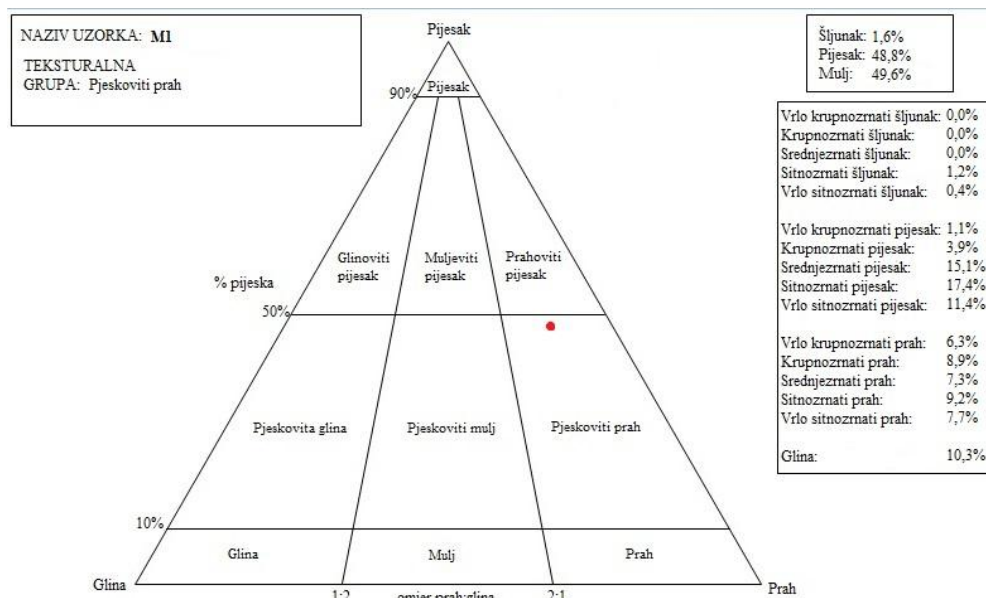 NAZIV UZORKA: M1
TEKSTURALNA
GRUPA: Pjeskoviti prah
Pijesak
90%
Pijesak
Glinoviti
pijesak
Muljeviti
pijesak
Prahoviti
pijesak
% pijeska
50%
Pjeskovita glina
Pjeskoviti mulj
Pjeskoviti prah
10%
Glina
Mulj
Prah
Glina
Prah
1:2
omjer prah:glina
2:1
Šljunak: 1,6%
Pijesak: 48,8%
Mulj: 49,6%
Vrlo krupnozrnati šljunak: 0,0%
Krupnozrnati šljunak: 0,0%
Srednjezrnati šljunak: 0,0%
Sitnozrnati šljunak: 1,2%
Vrlo sitnozrnati šljunak: 0,4%
Vrlo krupnozrnati pijesak: 1,1%
Krupnozrnati pijesak: 3,9%
Srednjezrnati pijesak: 15,1%
Sitnozrnati pijesak: 17,4%
Vrlo sitnozrnati pijesak: 11,4%
Vrlo krupnozrnati prah: 6,3%
Krupnozrnati prah: 8,9%
Srednjezrnati prah: 7,3%
Sitnozrnati prah: 9,2%
Vrlo sitnozrnati prah: 7,7%
Glina: 10,3%